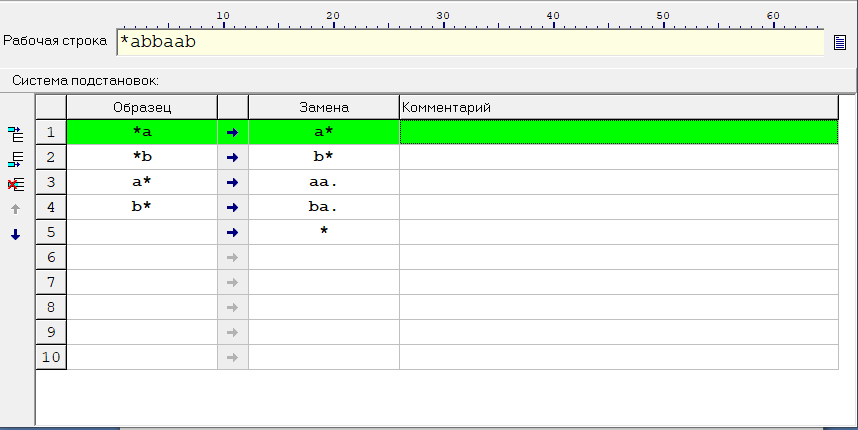 10 20 30 40 50 60
Рабочая строка *abbaab
Система подстановок:
Образец Замена Комментарий
1 *a → a*
2 *b → b*
3 a* → aa.
4 b* → ba.
5 → *
6 →
7 →
8 →
9 →
10 →